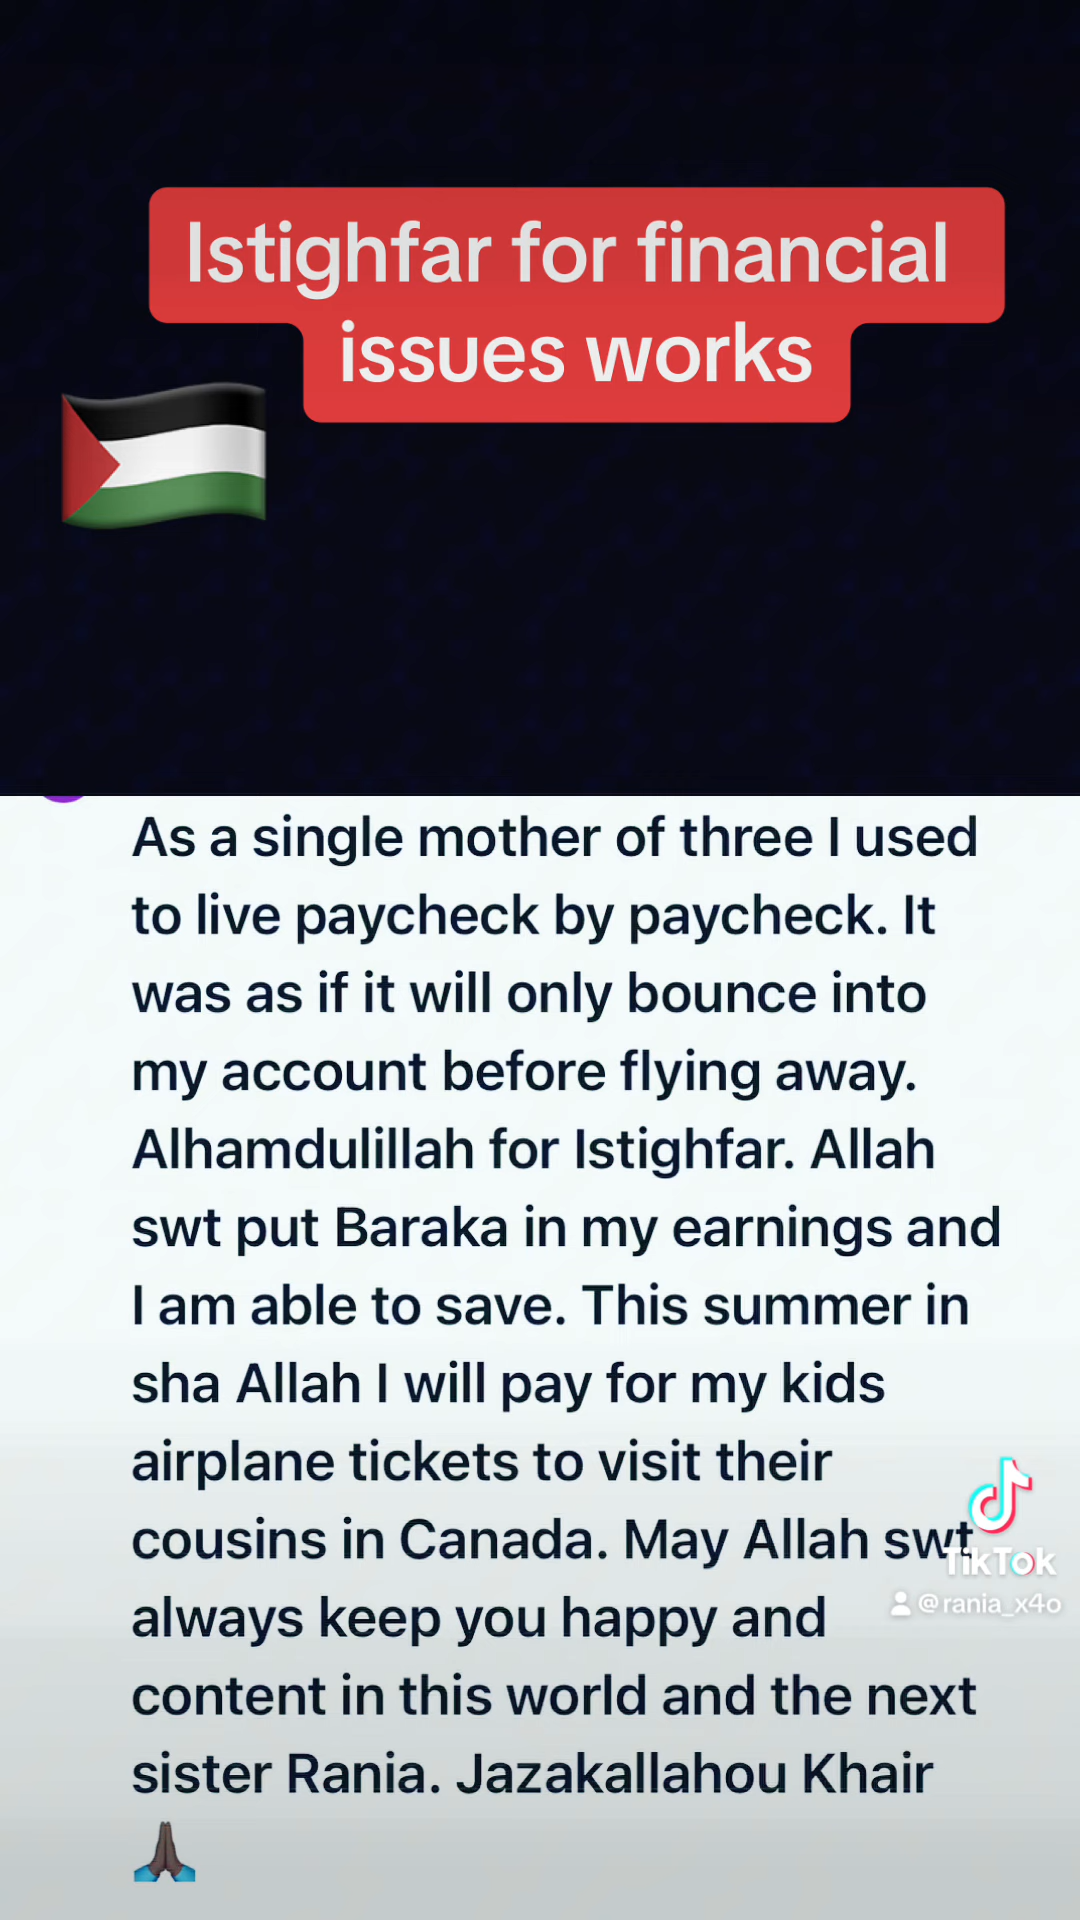 Istighfar for financial
issues works
As a single mother of three I used
to live paycheck by paycheck. It
was as if it will only bounce into
my account before flying away.
Alhamdulillah for Istighfar. Allah
swt put Baraka in my earnings and
I am able to save. This summer in
sha Allah I will pay for my kids
airplane tickets to visit their
cousins in Canada. May Allah swt
always keep you happy and
content in this world and the next
sister Rania. Jazakallahou Khair
🙏🏿
TikTok
@rania_x4o